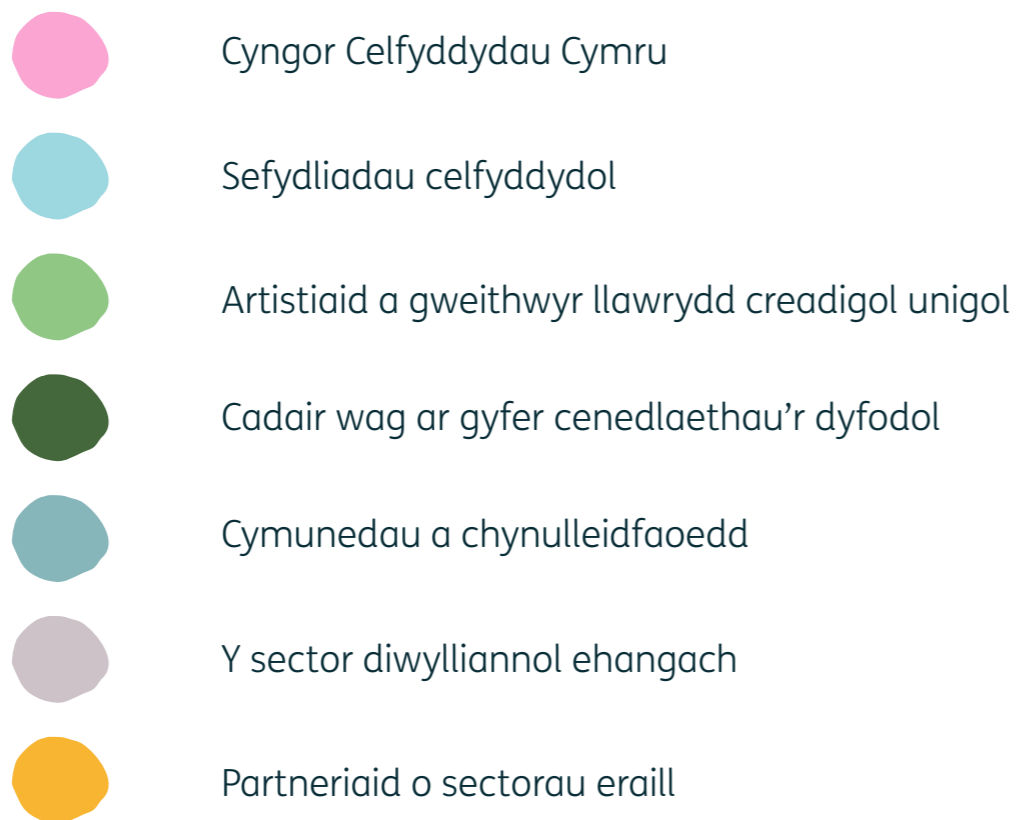 Cyngor Celfyddydau Cymru
Sefydliadau celfyddydol
Artistiaid a gweithwyr llawrydd creadigol unigol
Cadair wag ar gyfer cenedlaethau’r dyfodol
Cymunedau a chynulleidfaoedd
Y sector diwylliannol ehangach
Partneriaid o sectorau eraill